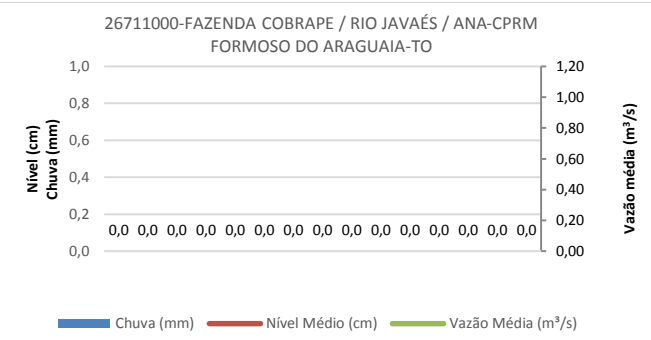 26711000-FAZENDA COBRAPE / RIO JAVAÉS / ANA-CPRM
FORMOSO DO ARAGUAIA-TO
Nível (cm)
Chuva (mm)
1,0
0,8
0,6
0,4
0,2
0,0
0,0 0,0 0,0 0,0 0,0 0,0 0,0 0,0 0,0 0,0 0,0 0,0 0,0 0,0 0,0
1,20
1,00
0,80
0,60
0,40
0,20
0,00
Vazão média (m³/s)
Chuva (mm) Nível Médio (cm) Vazão Média (m³/s)